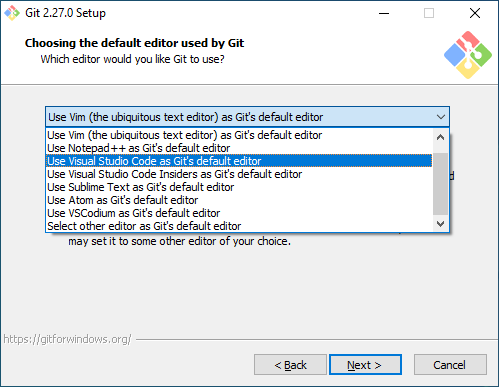 Git 2.27.0 Setup
Choosing the default editor used by Git
Which editor would you like Git to use?
Use Vim (the ubiquitous text editor) as Git's default editor
Use Vim (the ubiquitous text editor) as Git's default editor
Use Notepad++ as Git's default editor
Use Visual Studio Code as Git's default editor
Use Visual Studio Code Insiders as Git's default editor
Use Sublime Text as Git's default editor
Use Atom as Git's default editor
Use VSCodium as Git's default editor
Select other editor as Git's default editor
may set it to some other editor of your choice.
https://gitforwindows.org/
< Back
Next >
Cancel